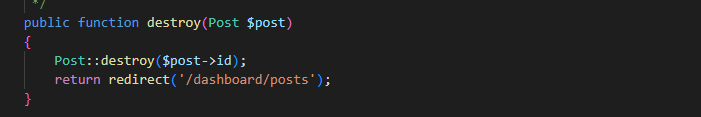 */
public function destroy(Post $post)
{
Post::destroy($post->id);
return redirect('/dashboard/posts');
}